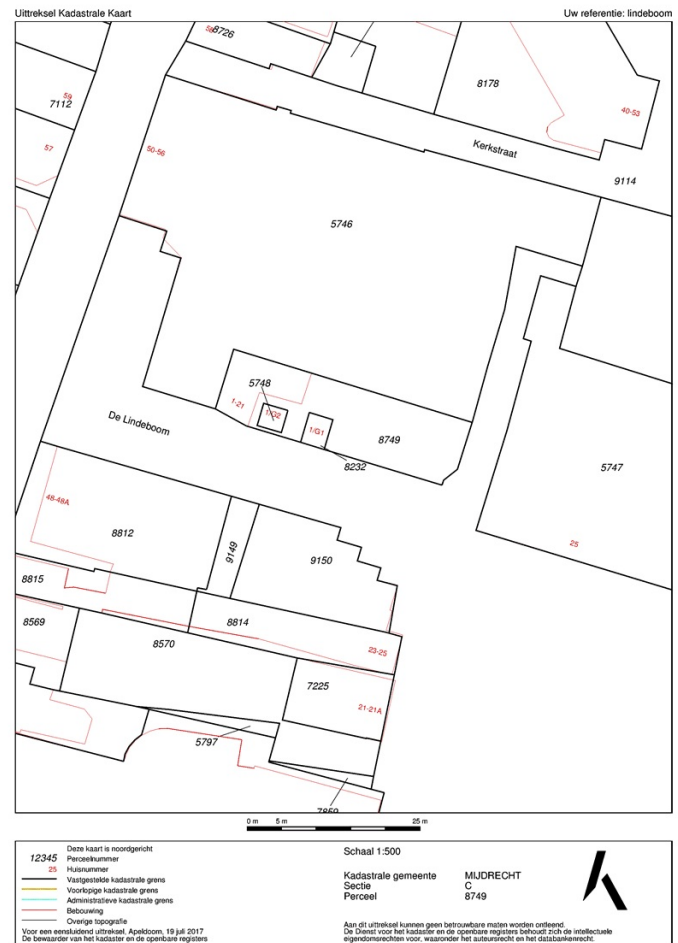 Uittreksel Kadastrale Kaart
Uw referentie: lindeboom
58
8726
8178
40-53
59
7112
57
50-56
Kerkstraat
9114
5746
5748
1-21
1/G2
1/G1
De Lindeboom
8749
8232
5747
48-48A
8812
9149
9150
25
8815
8569
8814
8570
23-25
7225
21-21A
5797
7859
0 m 5 m 25 m
Deze kaart is noordgericht
12345 Perceelnummer
25 Huisnummer
Vastgestelde kadastrale grens
Voorlopige kadastrale grens
Administratieve kadastrale grens
Bebouwing
Overige topografie
Voor een eensluidend uittreksel, Apeldoorn, 19 juli 2017
De bewaarder van het kadaster en de openbare registers
Schaal 1:500
Kadastrale gemeente MIJDRECHT
Sectie C
Perceel 8749
Aan dit uittreksel kunnen geen betrouwbare maten worden ontleend.
De Dienst voor het kadaster en de openbare registers behoudt zich de intellectuele
eigendomsrechten voor, waaronder het auteursrecht en het databankenrecht.